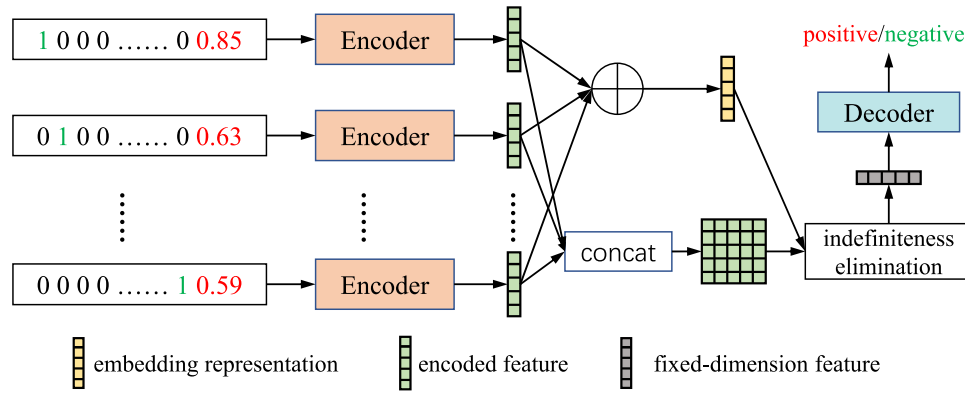 1 0 0 0 …… 0 0.85
Encoder
positive/negative
Decoder
0 1 0 0 …… 0 0.63
Encoder
indefiniteness
elimination
concat
0 0 0 0 …… 1 0.59
Encoder
embedding representation
encoded feature
fixed-dimension feature